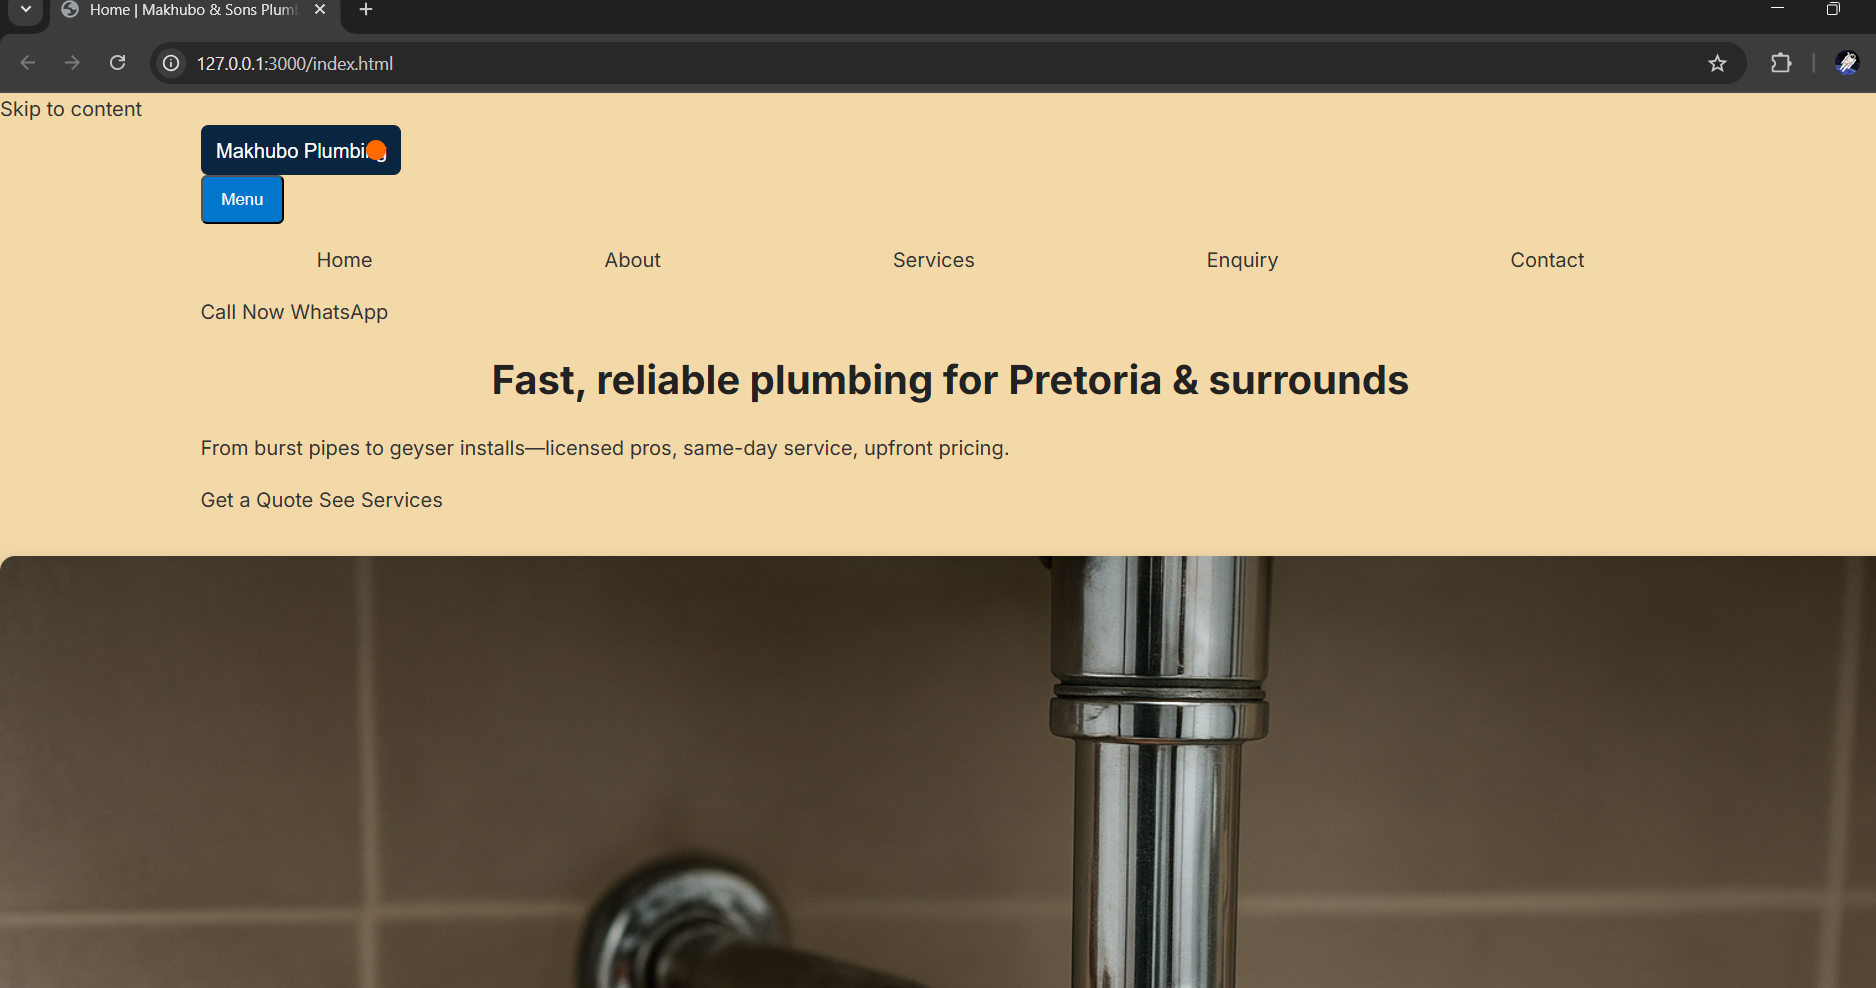 Home | Makhubo & Sons Plumb
127.0.0.1:3000/index.html
Skip to content
Makhubo Plumbing
Menu
Home About Services Enquiry Contact
Call Now WhatsApp
Fast, reliable plumbing for Pretoria & surrounds
From burst pipes to geyser installs—licensed pros, same-day service, upfront pricing.
Get a Quote See Services